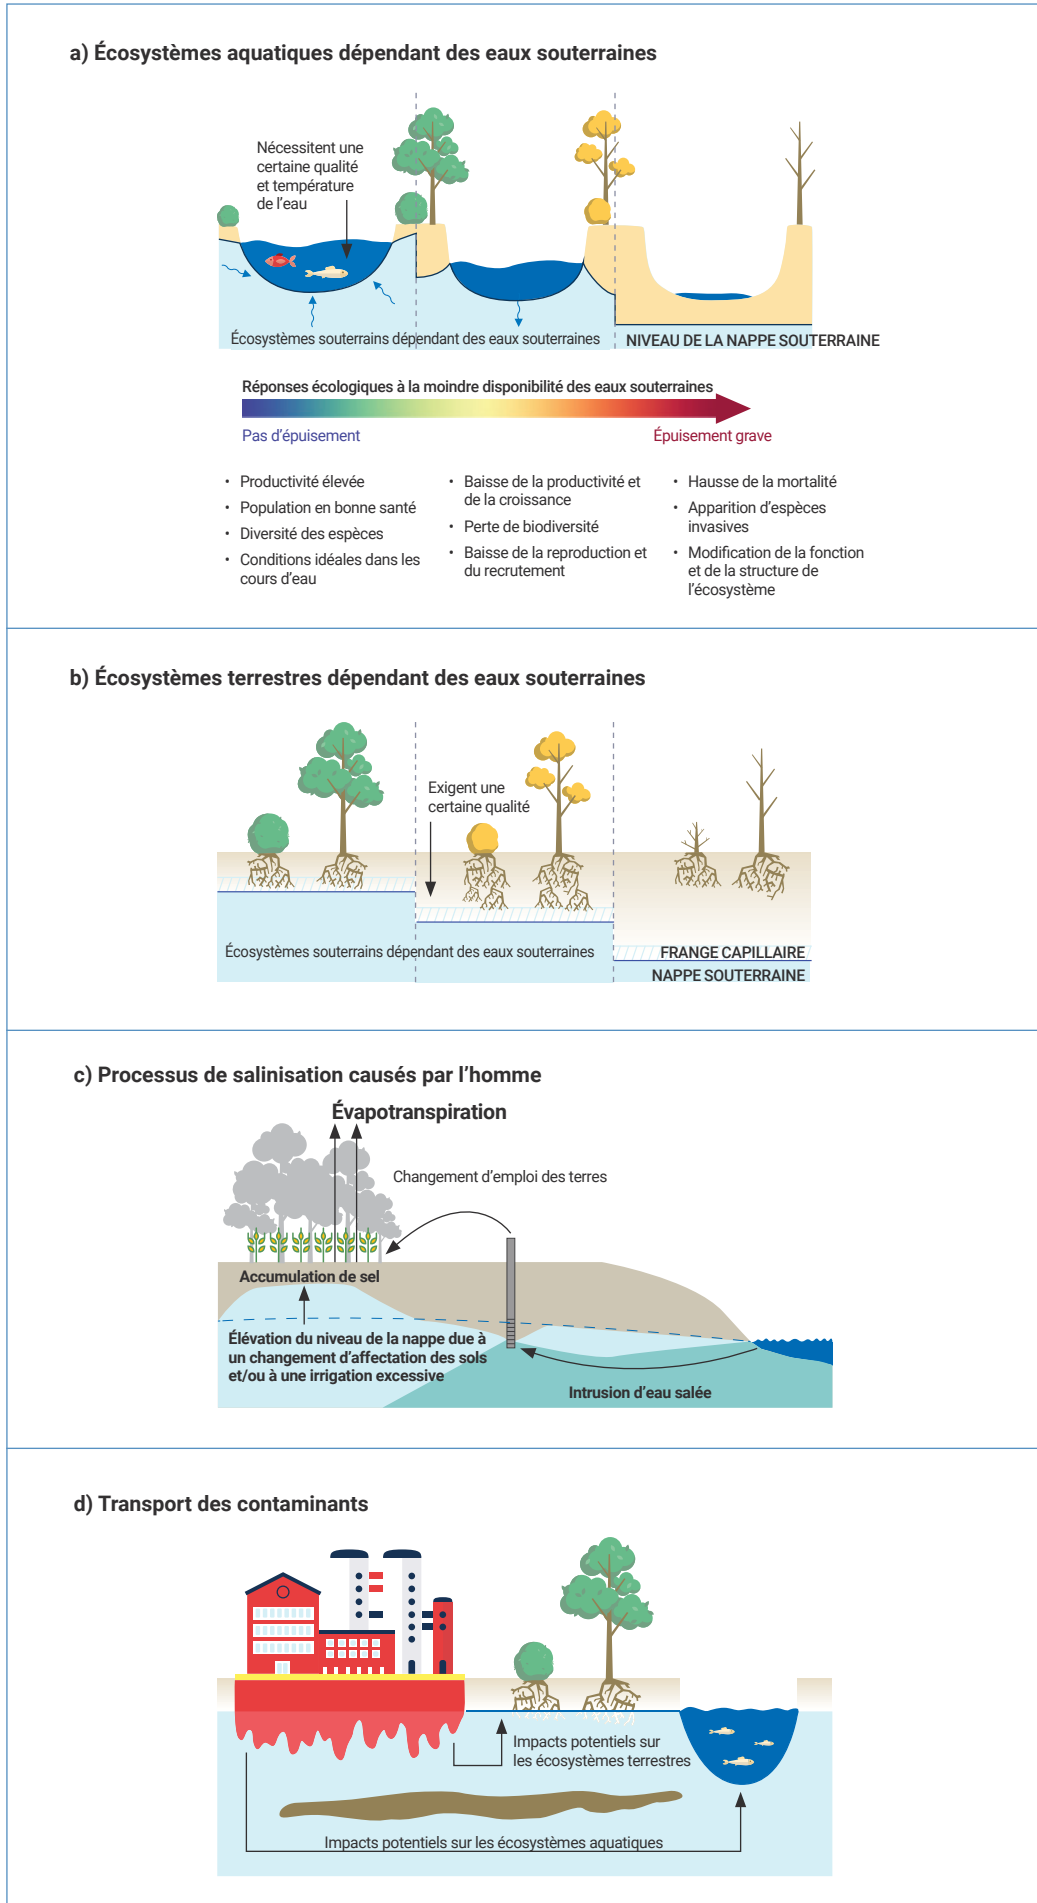 a) Écosystèmes aquatiques dépendant des eaux souterraines
Nécessitent une
certaine qualité
et température
de l'eau
Écosystèmes souterrains dépendant des eaux souterraines
NIVEAU DE LA NAPPE SOUTERRAINE
Réponses écologiques à la moindre disponibilité des eaux souterraines
Pas d'épuisement
Épuisement grave
• Productivité élevée
• Population en bonne santé
• Diversité des espèces
• Conditions idéales dans les
cours d'eau
• Baisse de la productivité et
de la croissance
• Perte de biodiversité
• Baisse de la reproduction et
du recrutement
• Hausse de la mortalité
• Apparition d'espèces
invasives
• Modification de la fonction
et de la structure de
l'écosystème
b) Écosystèmes terrestres dépendant des eaux souterraines
Exigent une
certaine qualité
Écosystèmes souterrains dépendant des eaux souterraines
FRANGE CAPILLAIRE
NAPPE SOUTERRAINE
c) Processus de salinisation causés par l'homme
Évapotranspiration
Changement d'emploi des terres
Accumulation de sel
Élévation du niveau de la nappe due à
un changement d'affectation des sols
et/ou à une irrigation excessive
Intrusion d'eau salée
d) Transport des contaminants
Impacts potentiels sur
les écosystèmes terrestres
Impacts potentiels sur les écosystèmes aquatiques